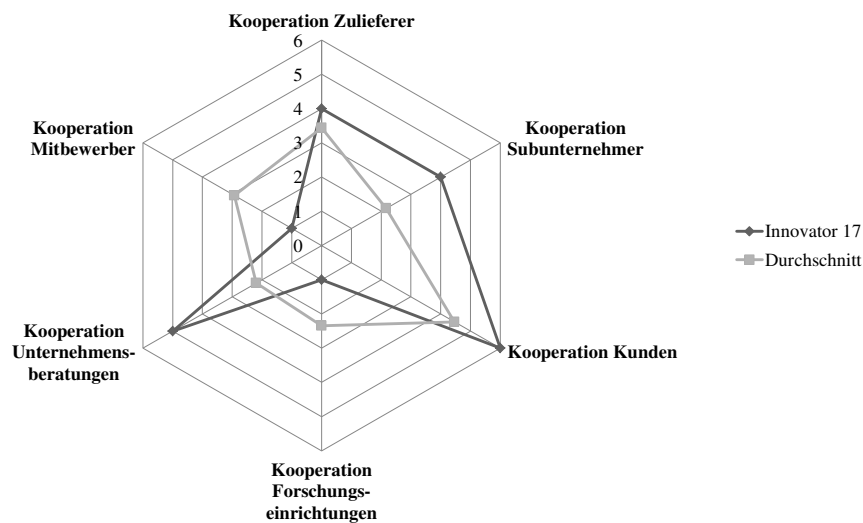 Kooperation Zulieferer
6
5
4
3
2
1
0
Kooperation
Mitbewerber
Kooperation
Subunternehmer
Innovator 17
Durchschnitt
Kooperation
Unternehmens-
beratungen
Kooperation Kunden
Kooperation
Forschungs-
einrichtungen